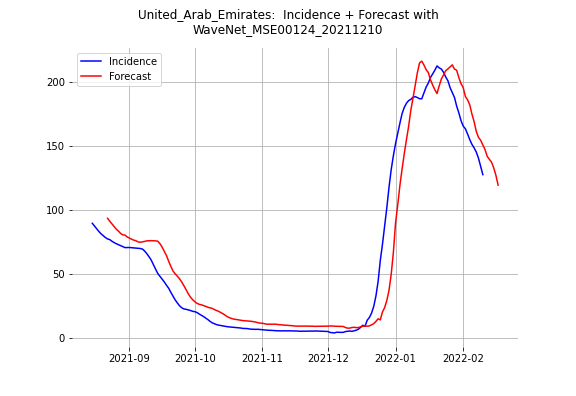 United_Arab_Emirates:  Incidence + Forecast with
WaveNet_MSE00124_20211210
Incidence
Forecast
200
150
100
50
0
2021-09 2021-10 2021-11 2021-12 2022-01 2022-02